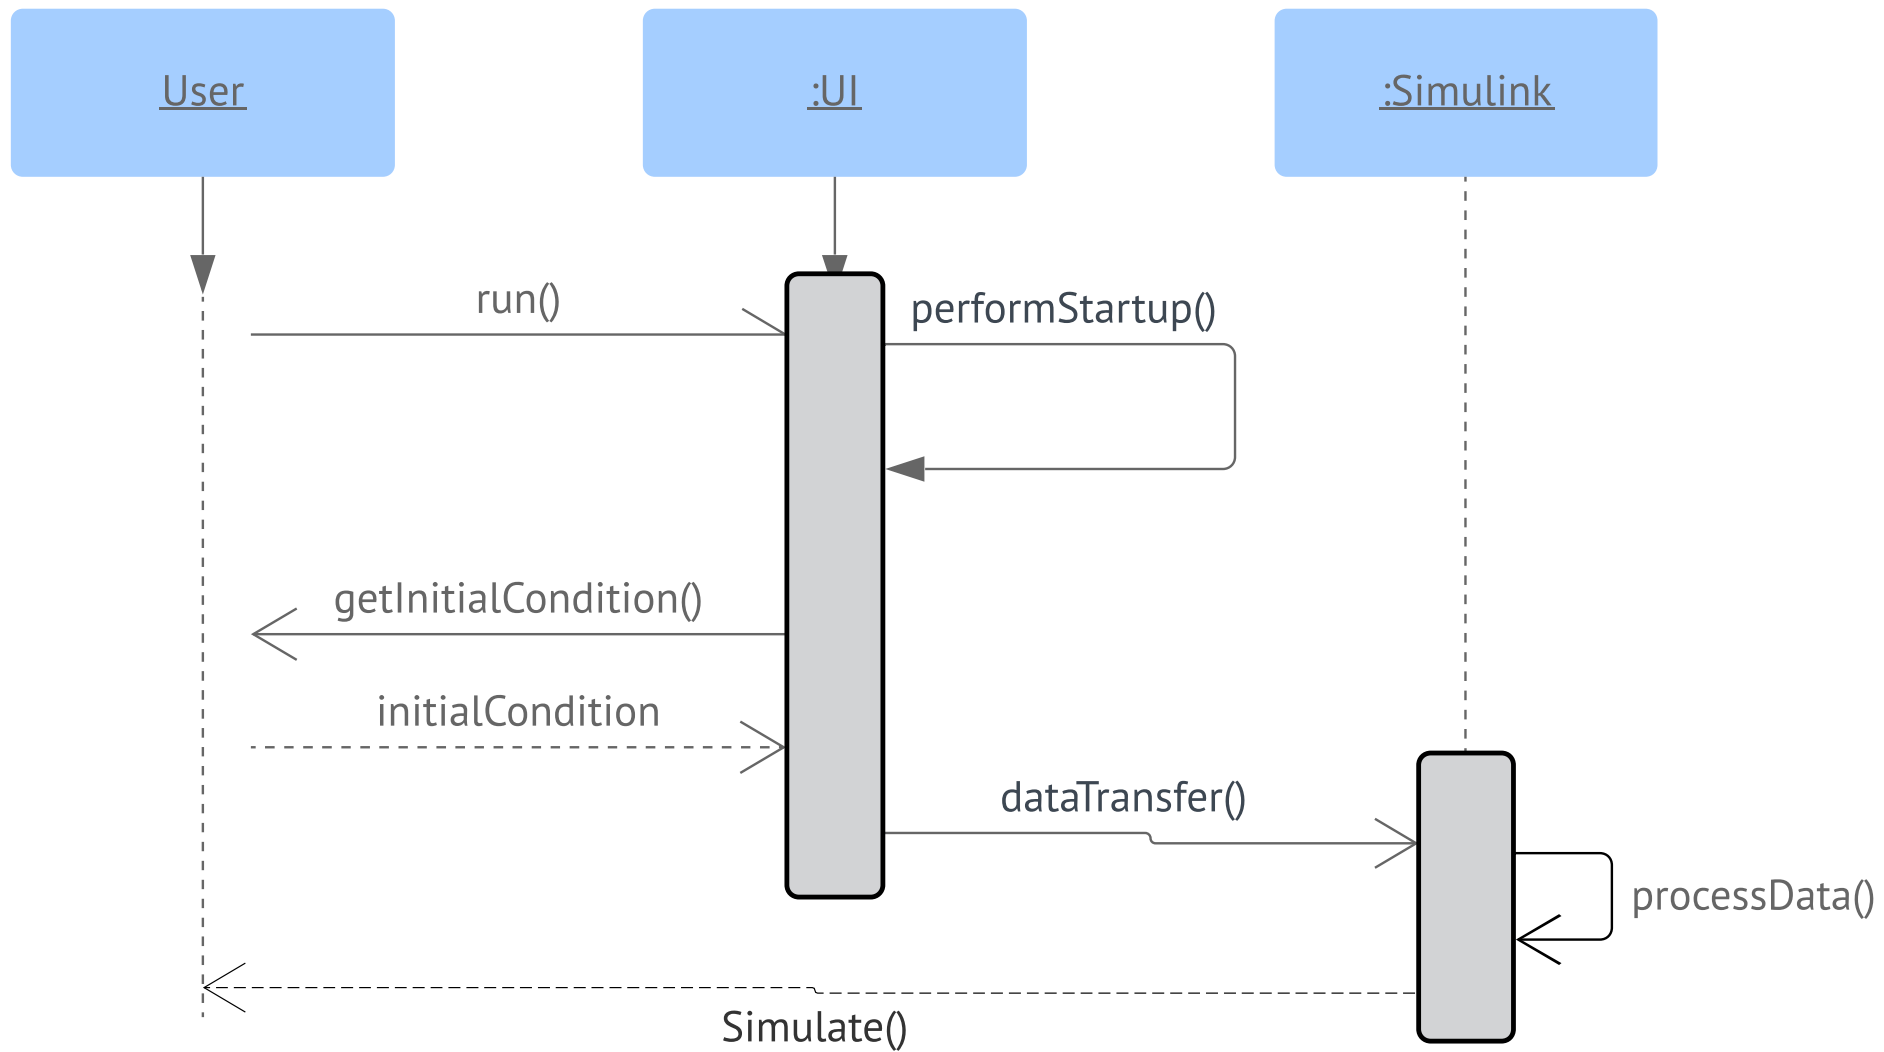 User
:UI
:Simulink
run()
performStartup()
getInitialCondition()
initialCondition
dataTransfer()
processData()
Simulate()